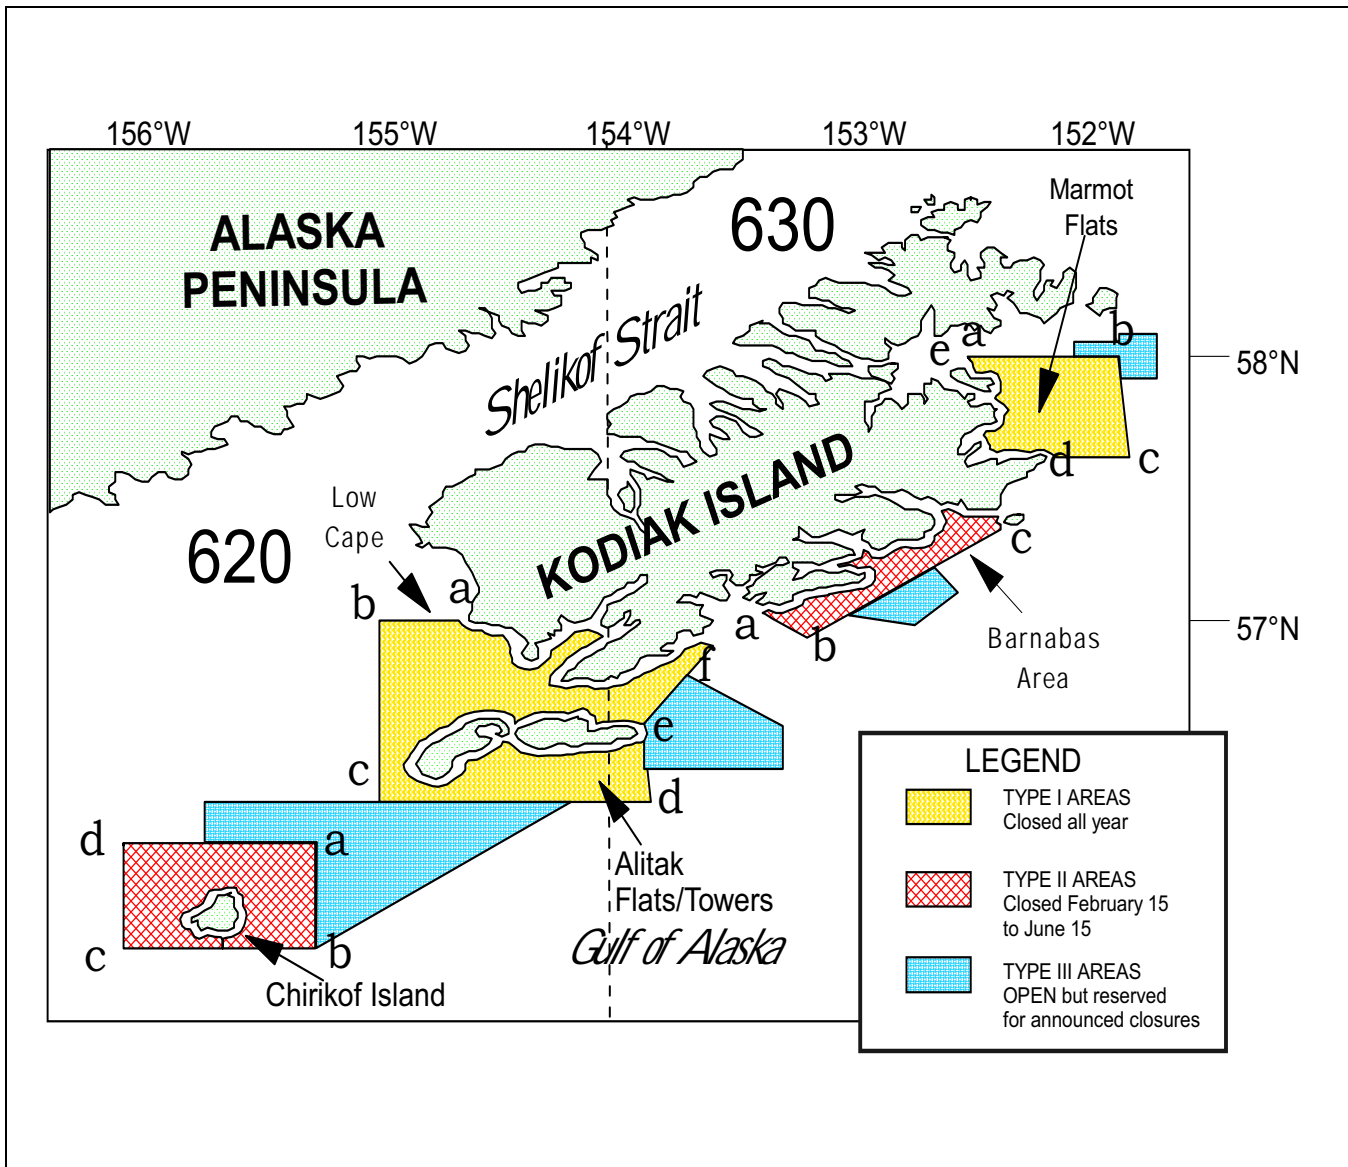 156°W 155°W 154°W 153°W 152°W
Marmot
Flats
630
ALASKA
PENINSULA
Shelikof Strait
b
a
e
58°N
d
c
KODIAK ISLAND
Low
Cape
620
c
a
b
a
b
57°N
Barnabas
Area
f
e
c
d
LEGEND
TYPE I AREAS
Closed all year
TYPE II AREAS
Closed February 15
to June 15
TYPE III AREAS
OPEN but reserved
for announced closures
d
a
Alitak
Flats/Towers
Gulf of Alaska
c
b
Chirikof Island